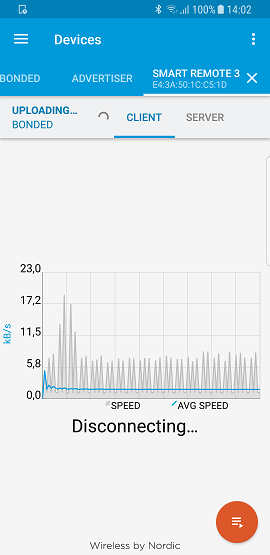 100% 14:02
Devices
BONDED ADVERTISER SMART REMOTE 3
E4:3A:50:1C:C5:1D
UPLOADING...
BONDED
CLIENT SERVER
23,0
17,2
11,5
5,8
0,0
kB/s
SPEED AVG SPEED
Disconnecting...
Wireless by Nordic